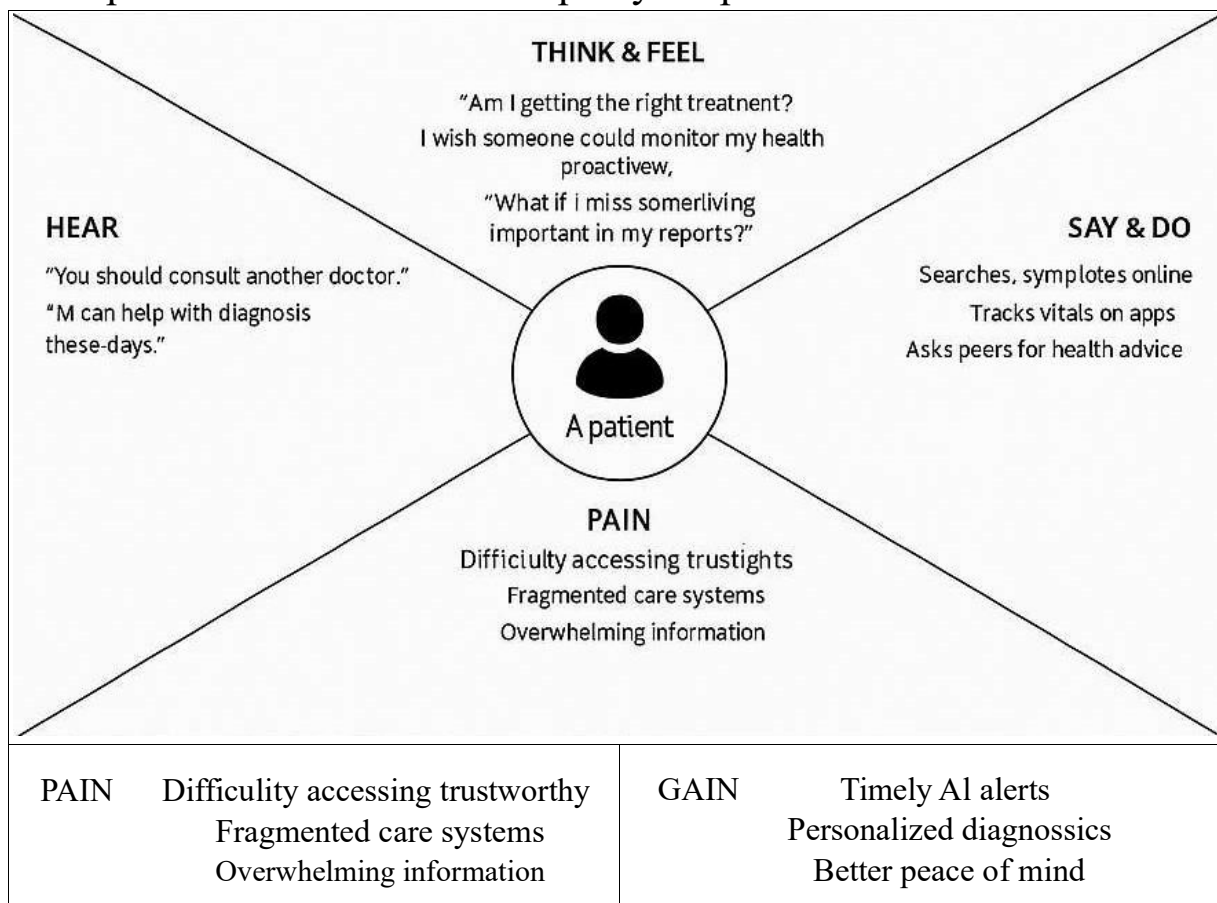 THINK & FEEL
"Am I getting the right treatnent?
I wish someone could monitor my health
proactivew,
"What if i miss somerliving
important in my reports?"
HEAR
"You should consult another doctor."
"M can help with diagnosis
these-days."
SAY & DO
Searches, symplotes online
Tracks vitals on apps
Asks peers for health advice
A patient
PAIN
Difficiulty accessing trustights
Fragmented care systems
Overwhelming information
PAIN Difficulity accessing trustworthy
Fragmented care systems
Overwhelming information
GAIN Timely Al alerts
Personalized diagnossics
Better peace of mind